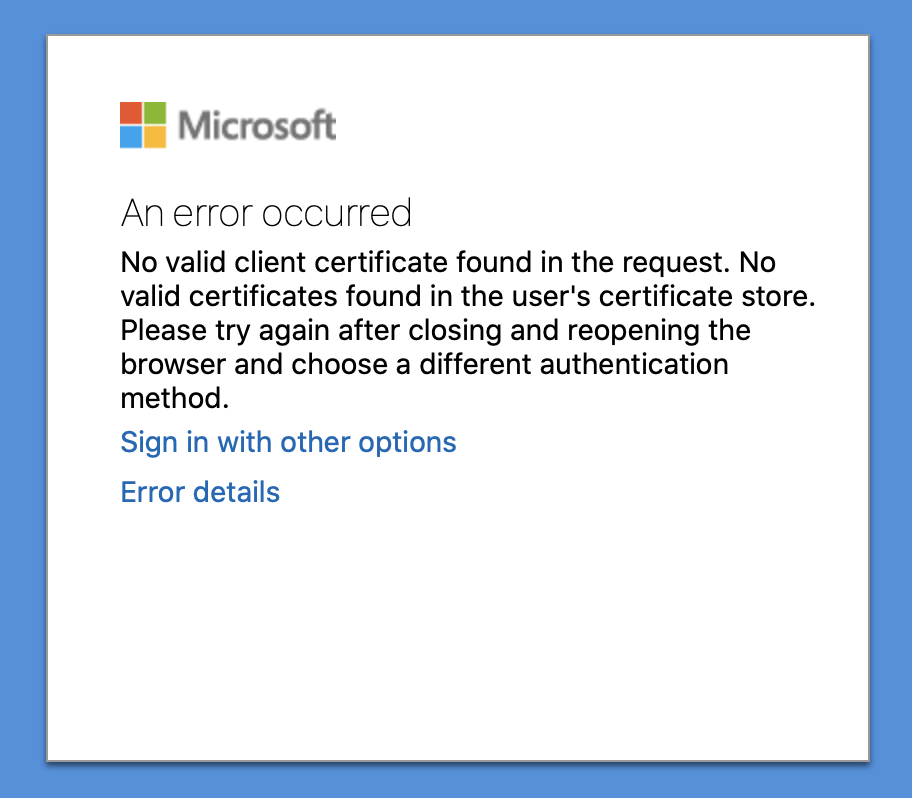 Microsoft
An error occurred
No valid client certificate found in the request. No
valid certificates found in the user's certificate store.
Please try again after closing and reopening the
browser and choose a different authentication
method.
Sign in with other options
Error details